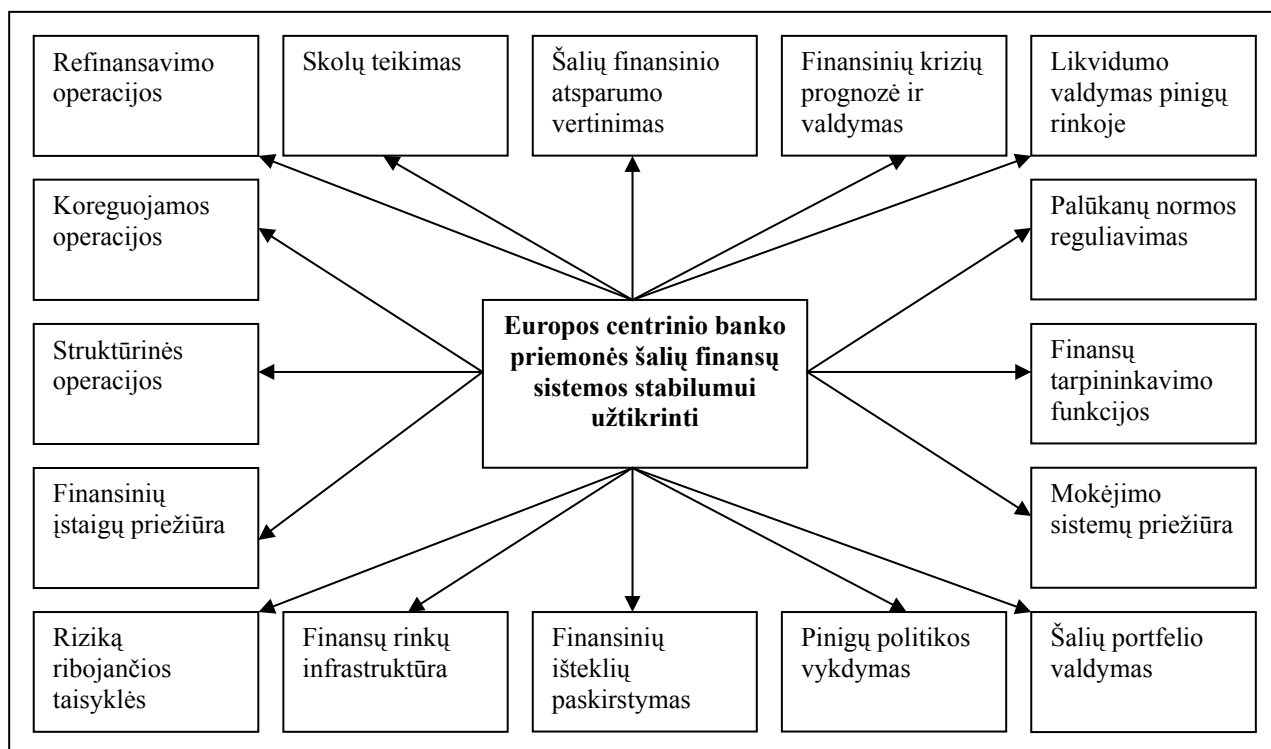 Refinansavimo
operacijos
Skolų teikimas
Šalių finansinio
atsparumo
vertinimas
Finansinių krizių
prognozė ir
valdymas
Likvidumo
valdymas pinigų
rinkoje
Koreguojamos
operacijos
Palūkanų normos
reguliavimas
Europos centrinio banko
priemonės šalių finansų
sistemos stabilumui
užtikrinti
Struktūrinės
operacijos
Finansų
tarpininkavimo
funkcijos
Finansinių
įstaigų priežiūra
Mokėjimo
sistemų priežiūra
Riziką
ribojančios
taisyklės
Finansų rinkų
infrastruktūra
Finansinių
išteklių
paskirstymas
Pinigų politikos
vykdymas
Šalių portfelio
valdymas